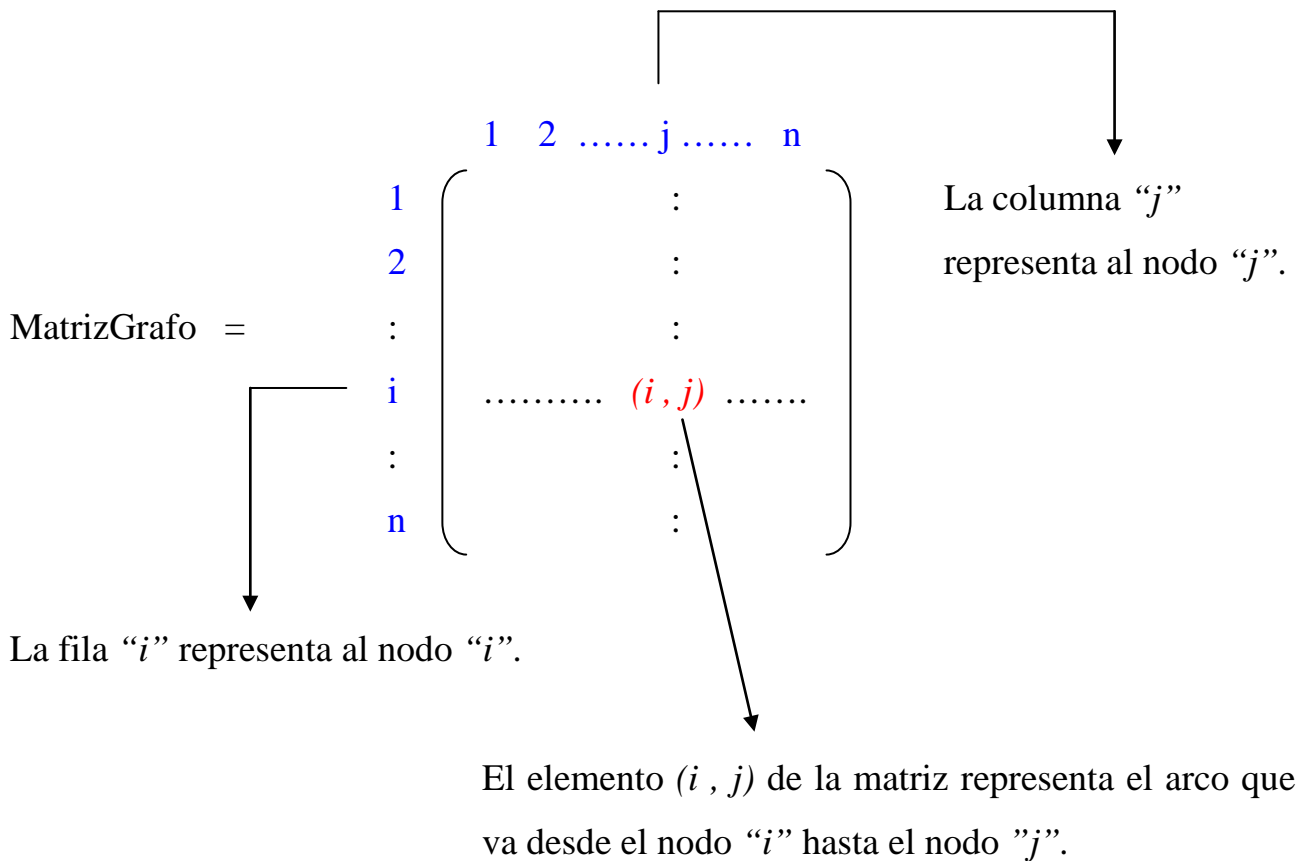 1 2 …… j …… n
1 :
La columna “j”
2 :
representa al nodo “j”.
MatrizGrafo = : :
i ………. (i , j) …….
: :
n :
La fila “i” representa al nodo “i”.
El elemento (i , j) de la matriz representa el arco que
va desde el nodo “i” hasta el nodo ”j”.